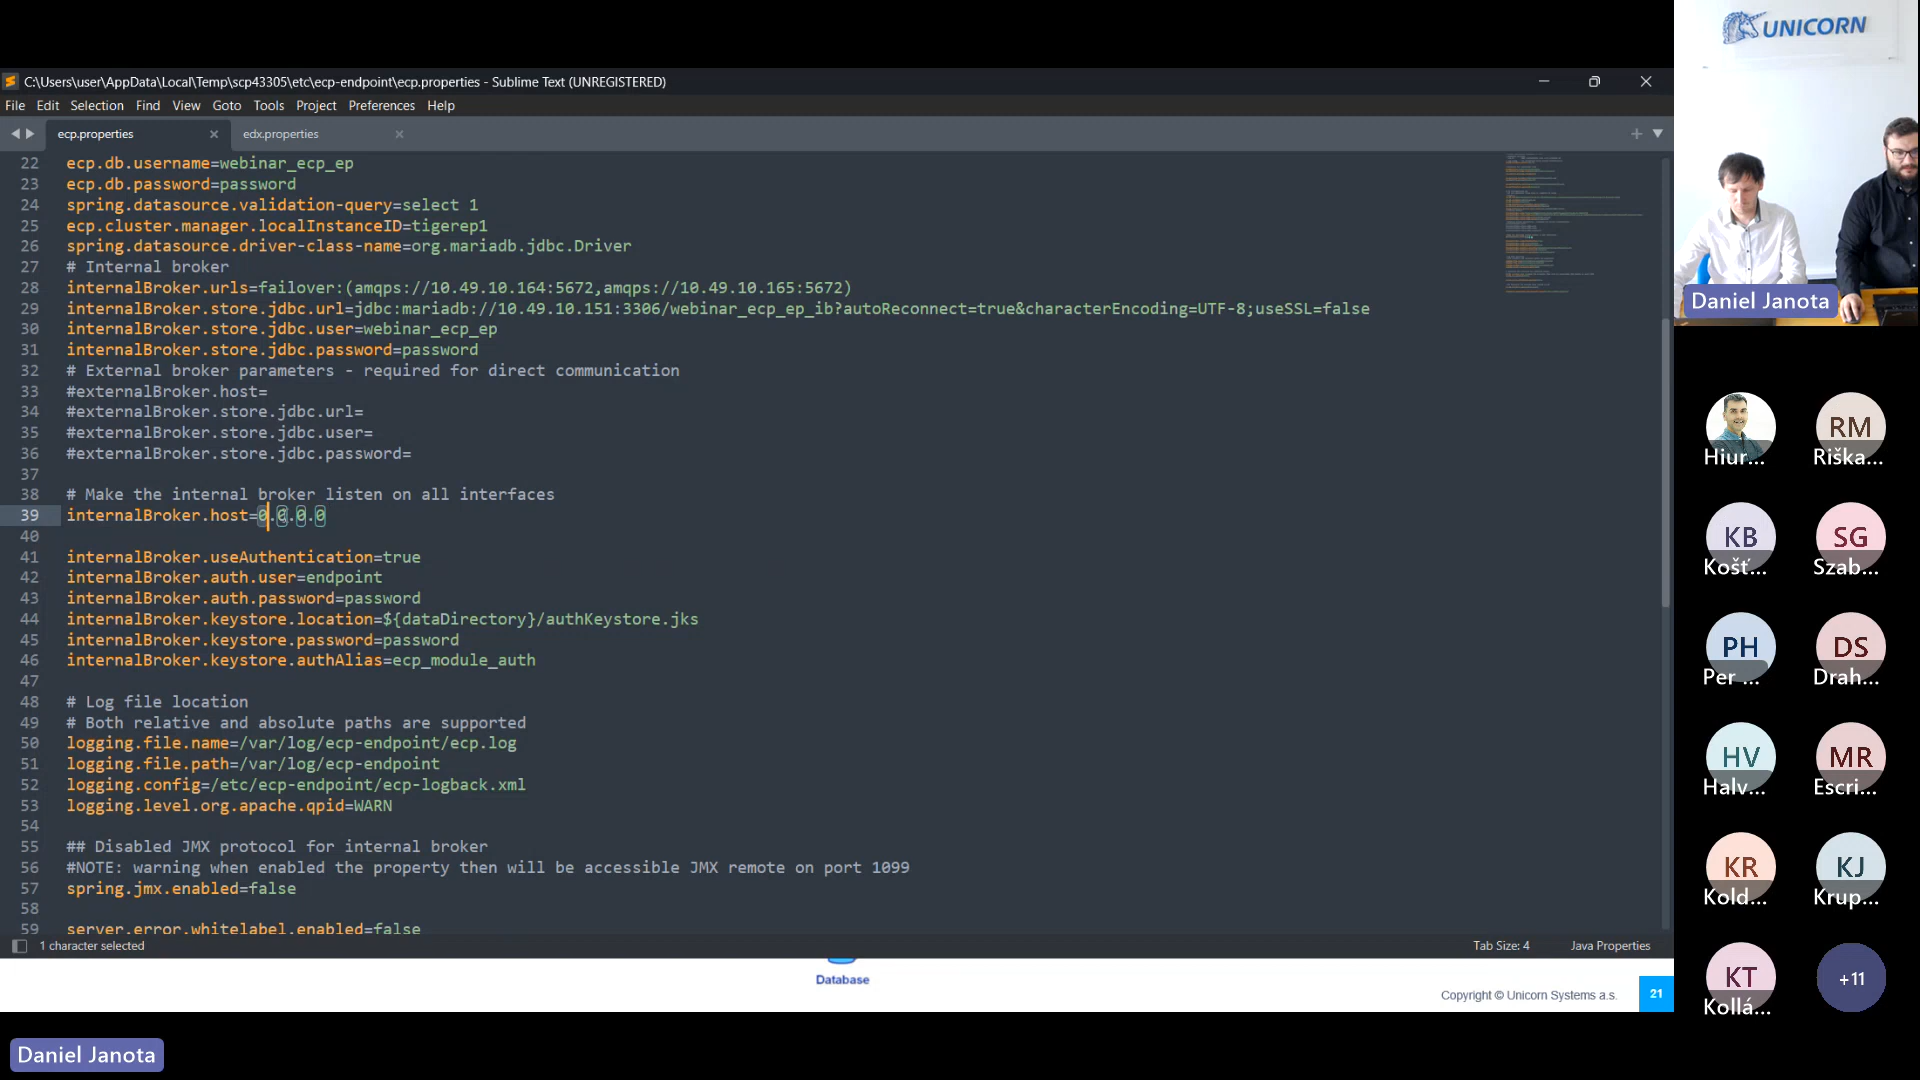 UNICORN
C:\Users\user\AppData\Local\Temp\scp43305\etc\ecp-endpoint\ecp.properties - Sublime Text (UNREGISTERED)
File Edit Selection Find View Goto Tools Project Preferences Help
ecp.properties
edx.properties
22 ecp.db.username=webinar_ecp_ep
23 ecp.db.password=password
24 spring.datasource.validation-query=select 1
25 ecp.cluster.manager.localInstanceID=tigerep1
26 spring.datasource.driver-class-name=org.mariadb.jdbc.Driver
27 # Internal broker
28 internalBroker.urls=failover:(amqps://10.49.10.164:5672,amqps://10.49.10.165:5672)
29 internalBroker.store.jdbc.url=jdbc:mariadb://10.49.10.151:3306/webinar_ecp_ep_ib?autoReconnect=true&characterEncoding=UTF-8;useSSL=false
30 internalBroker.store.jdbc.user=webinar_ecp_ep
31 internalBroker.store.jdbc.password=password
32 # External broker parameters - required for direct communication
33 #externalBroker.host=
34 #externalBroker.store.jdbc.url=
35 #externalBroker.store.jdbc.user=
36 #externalBroker.store.jdbc.password=
37
38 # Make the internal broker listen on all interfaces
39 internalBroker.host=0.0.0.0
40
41 internalBroker.useAuthentication=true
42 internalBroker.auth.user=endpoint
43 internalBroker.auth.password=password
44 internalBroker.keystore.location=${dataDirectory}/authKeystore.jks
45 internalBroker.keystore.password=password
46 internalBroker.keystore.authAlias=ecp_module_auth
47
48 # Log file location
49 # Both relative and absolute paths are supported
50 logging.file.name=/var/log/ecp-endpoint/ecp.log
51 logging.file.path=/var/log/ecp-endpoint
52 logging.config=/etc/ecp-endpoint/ecp-logback.xml
53 logging.level.org.apache.qpid=WARN
54
55 ## Disabled JMX protocol for internal broker
56 #NOTE: warning when enabled the property then will be accessible JMX remote on port 1099
57 spring.jmx.enabled=false
58
59 server.error.whitelabel.enabled=false
1 character selected
Tab Size: 4
Java Properties
Database
Copyright © Unicorn Systems a.s.
21
Daniel Janota
Daniel Janota
Hiur...
RM
Riška...
KB
Košť...
SG
Szab...
PH
Per ...
DS
Drah...
HV
Halv...
MR
Escri...
KR
Kold...
KJ
Krup...
KT
Kollá...
+11